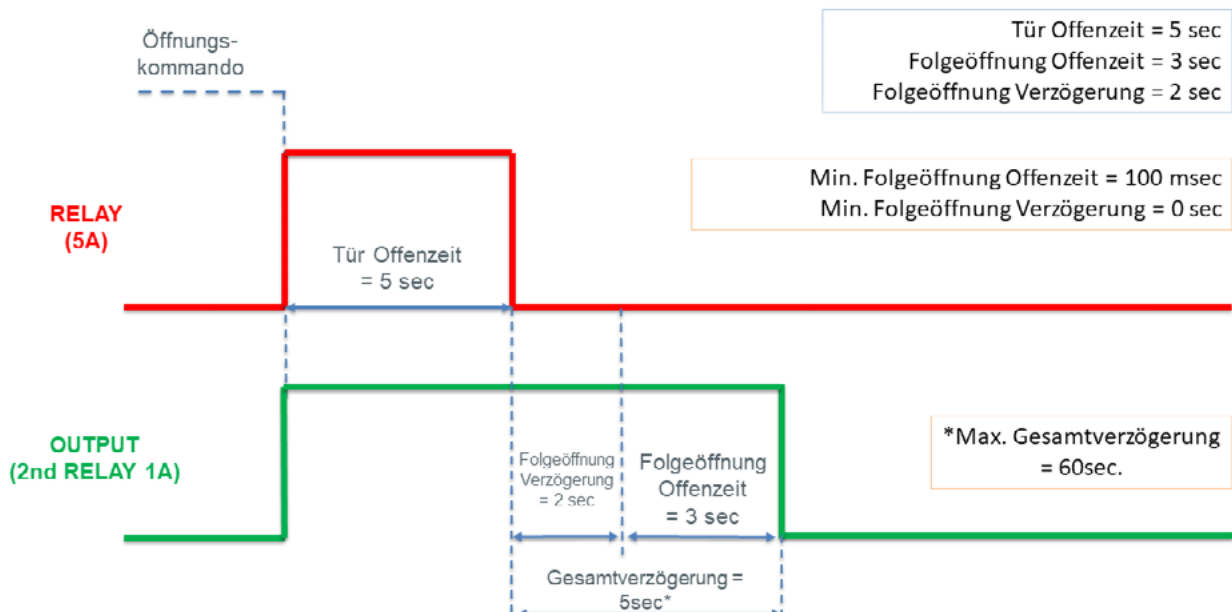 Öffnungs-
kommando
Tür Offenzeit = 5 sec
Folgeöffnung Offenzeit = 3 sec
Folgeöffnung Verzögerung = 2 sec
Min. Folgeöffnung Offenzeit = 100 msec
Min. Folgeöffnung Verzögerung = 0 sec
RELAY
(5A)
Tür Offenzeit
= 5 sec
OUTPUT
(2nd RELAY 1A)
Folgeöffnung
Verzögerung
= 2 sec
Folgeöffnung
Offenzeit
= 3 sec
*Max. Gesamtverzögerung
= 60sec.
Gesamtverzögerung =
5sec*